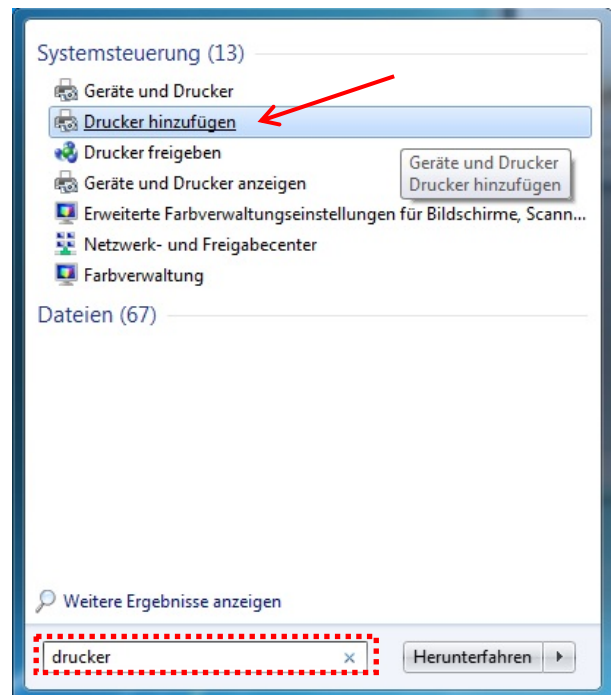 Systemsteuerung (13)
Geräte und Drucker
Drucker hinzufügen
Drucker freigeben
Geräte und Drucker
Drucker hinzufügen
Geräte und Drucker anzeigen
Erweiterte Farbverwaltungseinstellungen für Bildschirme, Scann...
Netzwerk- und Freigabecenter
Farbverwaltung
Dateien (67)
Weitere Ergebnisse anzeigen
drucker
Herunterfahren